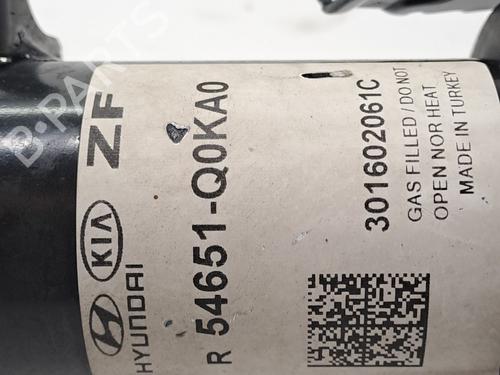 ZF
KIA
HYUNDAI
R 54651-Q0KA0
301602061C
GAS FILLED / DO NOT
OPEN NOR HEAT
MADE IN TURKEY
B-PARTS